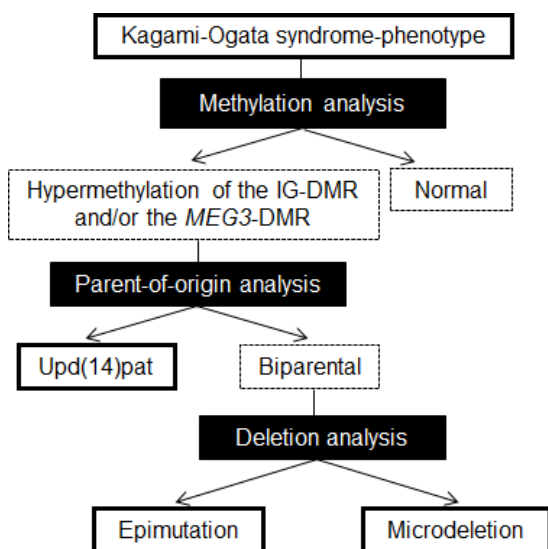 Kagami-Ogata syndrome-phenotype
Methylation analysis
Hypermethylation of the IG-DMR
and/or the MEG3-DMR
Normal
Parent-of-origin analysis
Upd(14)pat
Biparental
Deletion analysis
Epimutation
Microdeletion